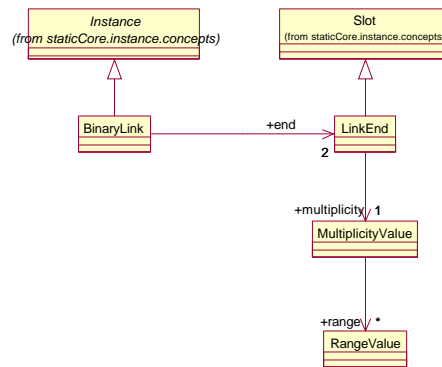 Instance
(from staticCore.instance.concepts)
Slot
(from staticCore.instance.concepts
BinaryLink
+end
2
LinkEnd
+multiplicity
1
MultiplicityValue
+range
*
RangeValue